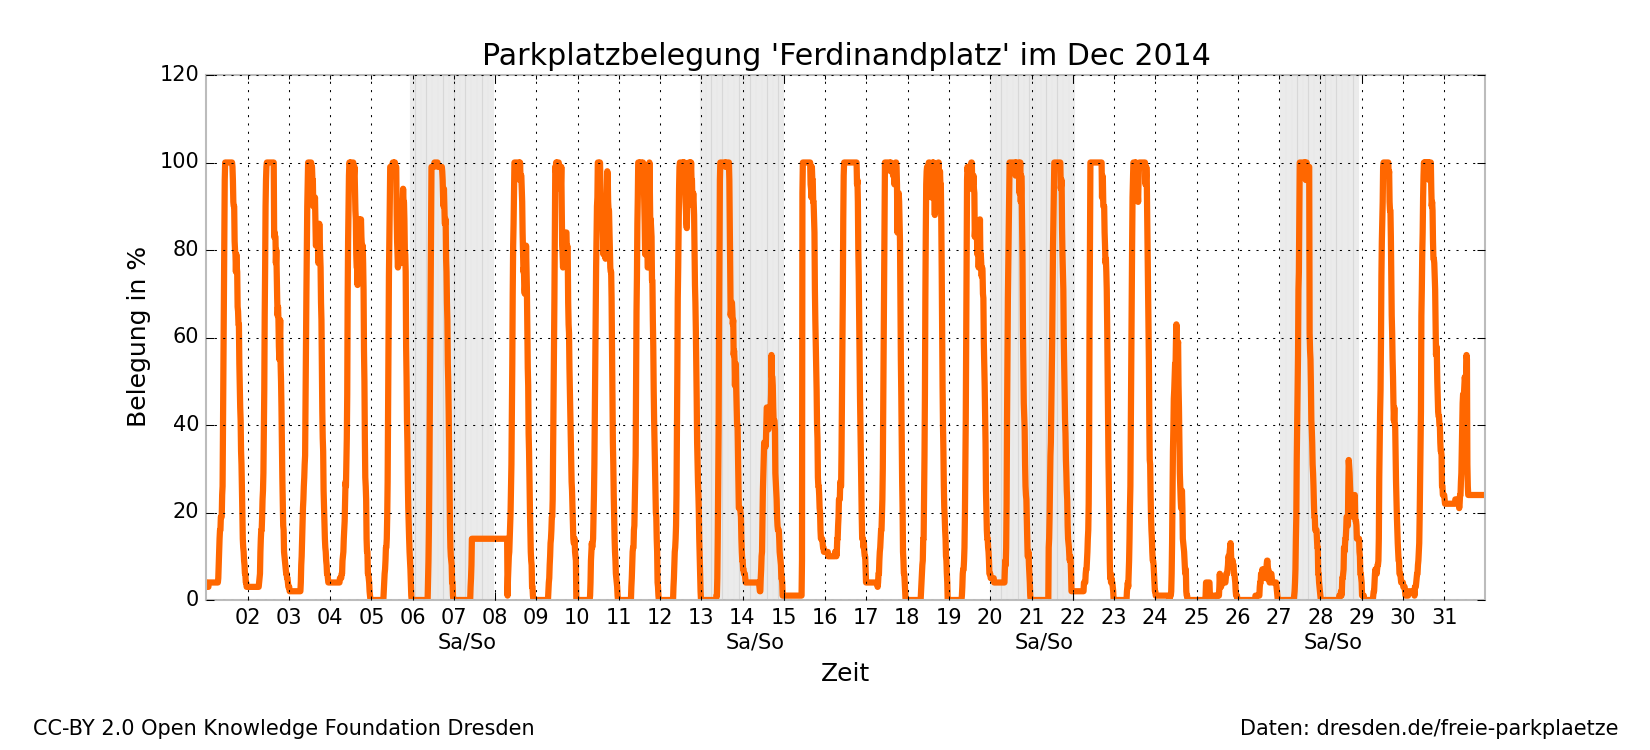 Parkplatzbelegung 'Ferdinandplatz' im Dec 2014
120
100
80
60
40
20
0
Belegung in %
02 03 04 05 06 07 08 09 10 11 12 13 14 15 16 17 18 19 20 21 22 23 24 25 26 27 28 29 30 31
Sa/So Sa/So Sa/So Sa/So
Zeit
CC-BY 2.0 Open Knowledge Foundation Dresden
Daten: dresden.de/freie-parkplaetze